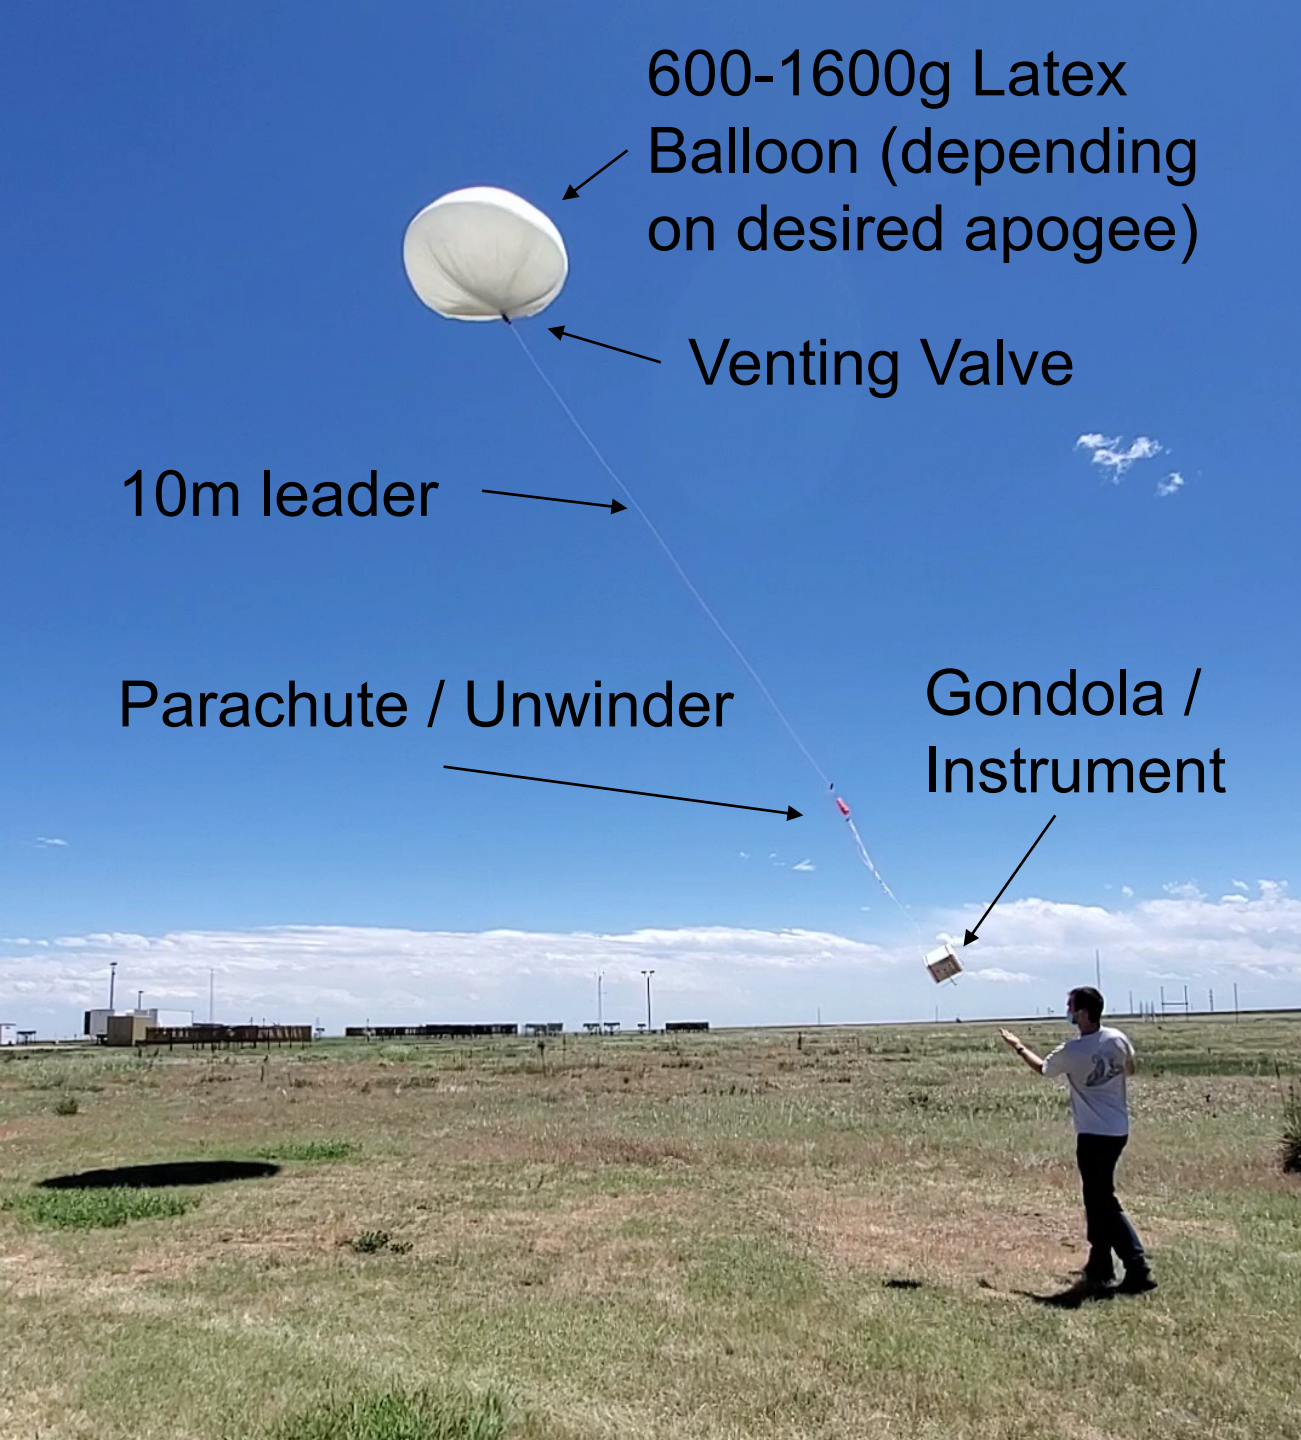 600-1600g Latex
Balloon (depending
on desired apogee)
Venting Valve
10m leader
Parachute / Unwinder
Gondola /
Instrument